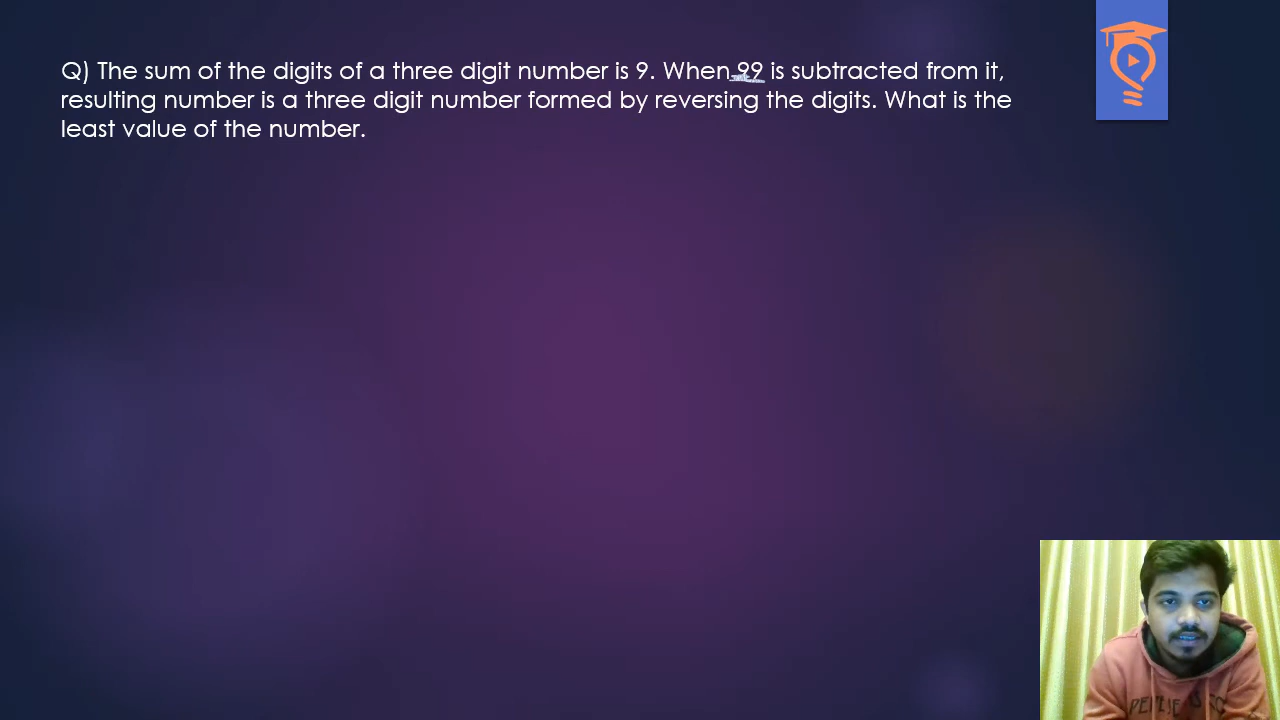 Q) The sum of the digits of a three digit number is 9. When 99 is subtracted from it,
resulting number is a three digit number formed by reversing the digits. What is the
least value of the number.